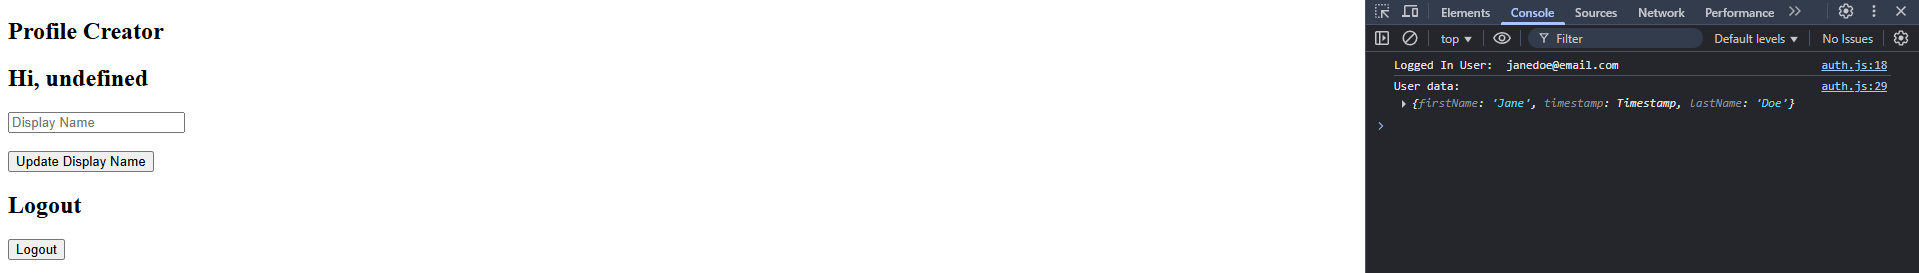 Profile Creator
Hi, undefined
Display Name
Update Display Name
Logout
Logout
Elements Console Sources Network Performance
top Filter Default levels No Issues
Logged In User:  janedoe@email.com auth.js:18
User data: auth.js:29
{firstName: 'Jane', timestamp: Timestamp, lastName: 'Doe'}